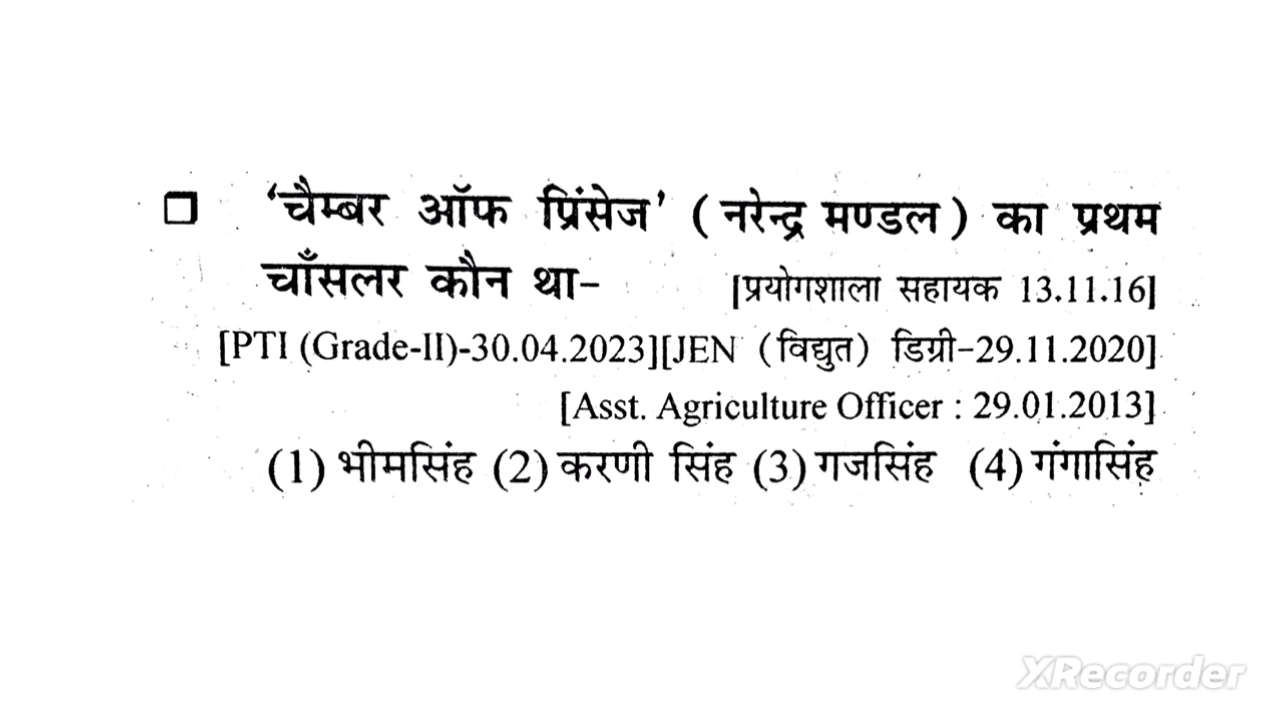 ❑ ‘चैम्बर ऑफ प्रिंसेज’ (नरेन्द्र मण्डल) का प्रथम
चाँसलर कौन था- [प्रयोगशाला सहायक 13.11.16]
[PTI (Grade-II)-30.04.2023][JEN (विद्युत) डिग्री-29.11.2020]
[Asst. Agriculture Officer : 29.01.2013]
(1) भीमसिंह (2) करणी सिंह (3) गजसिंह (4) गंगासिंह
XRecorder